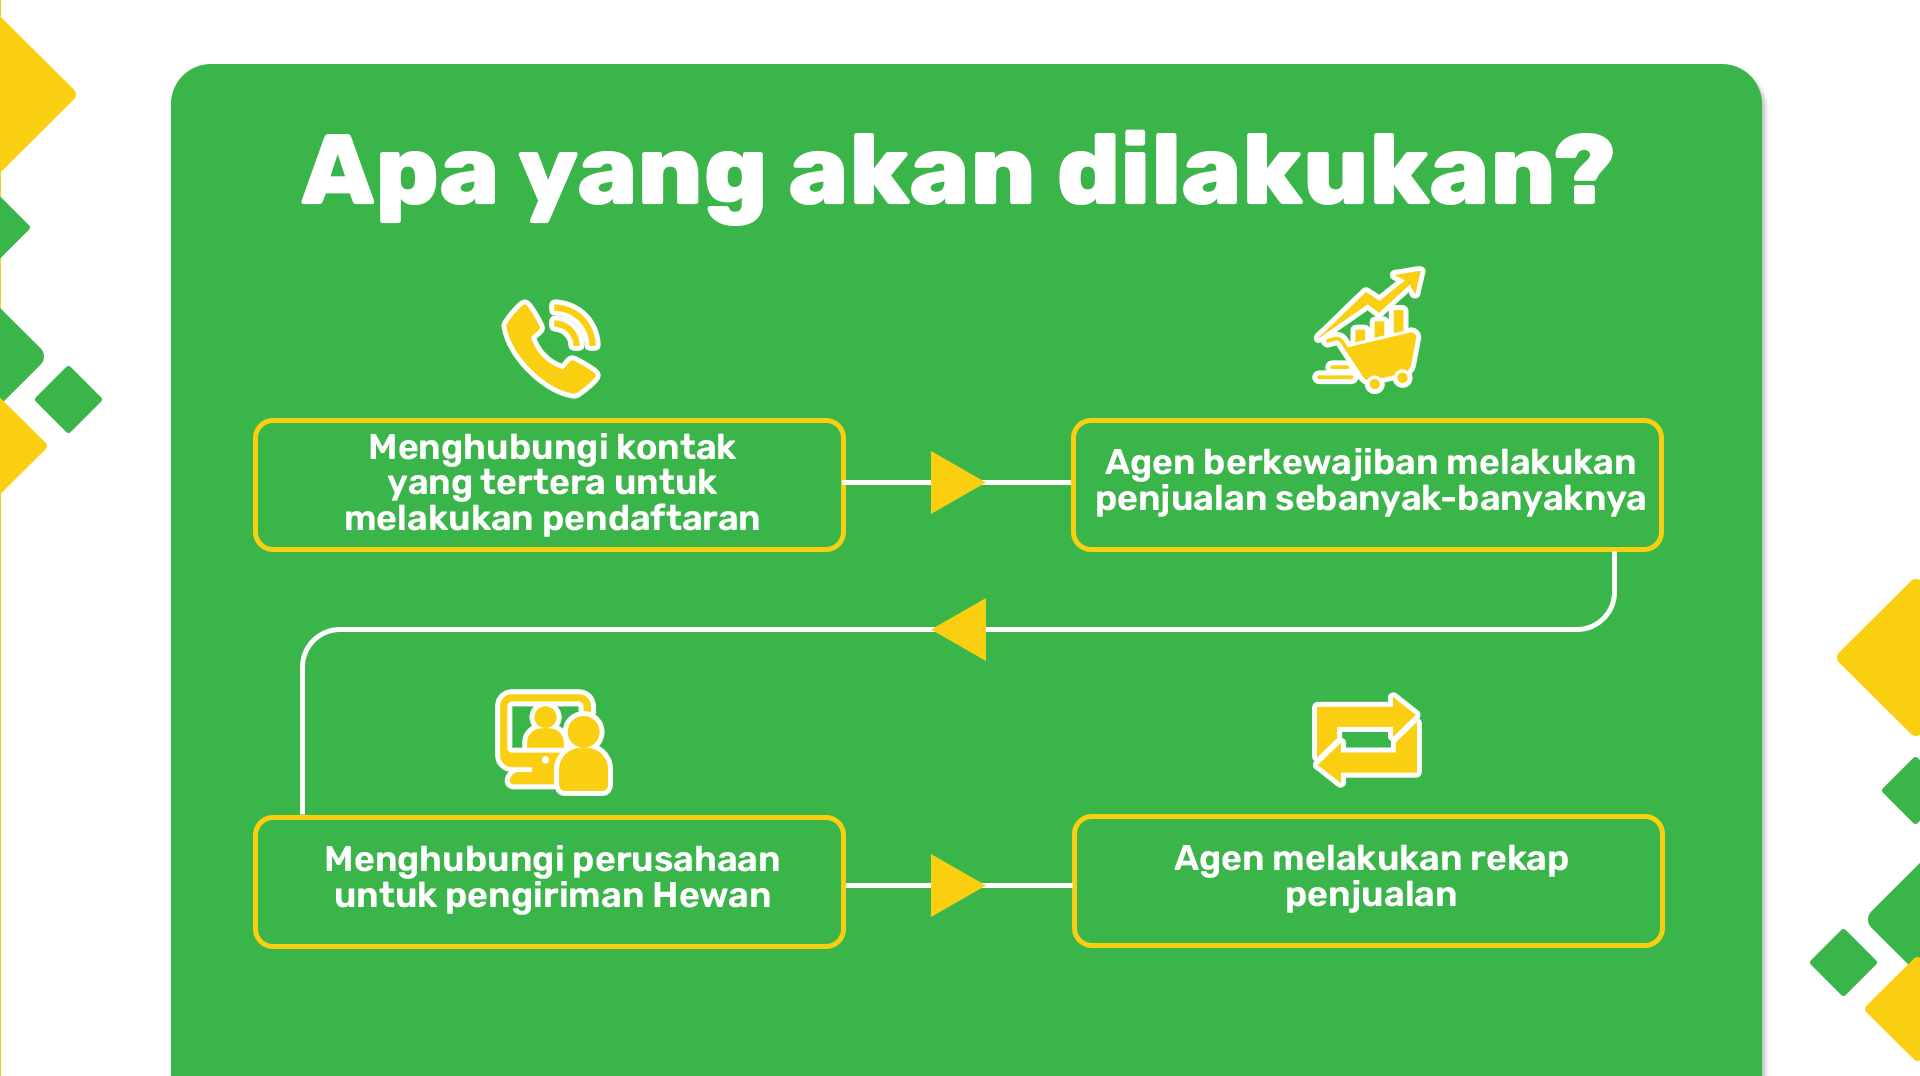 Apa yang akan dilakukan?
Menghubungi kontak
yang tertera untuk
melakukan pendaftaran
Agen berkewajiban melakukan
penjualan sebanyak-banyaknya
Menghubungi perusahaan
untuk pengiriman Hewan
Agen melakukan rekap
penjualan